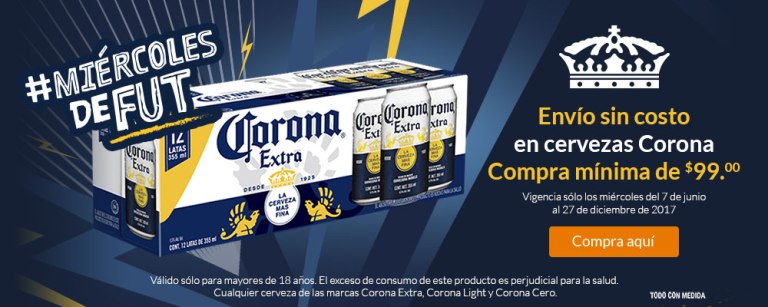 #MIÉRCOLES
DE FUT
12
LATAS
355 ml
Corona
Extra
DESDE 1925
LA
CERVEZA
MAS
FINA
CONT. 12 LATAS DE 355 ml
Corona
Extra
LA
CERVEZA
MAS
FINA
Envío sin costo
en cervezas Corona
Compra mínima de $99.00
Vigencia sólo los miércoles del 7 de junio
al 27 de diciembre de 2017
Compra aquí
Válido sólo para mayores de 18 años. El exceso de consumo de este producto es perjudicial para la salud.
Cualquier cerveza de las marcas Corona Extra, Corona Light y Corona Cero.
TODO CON MEDIDA